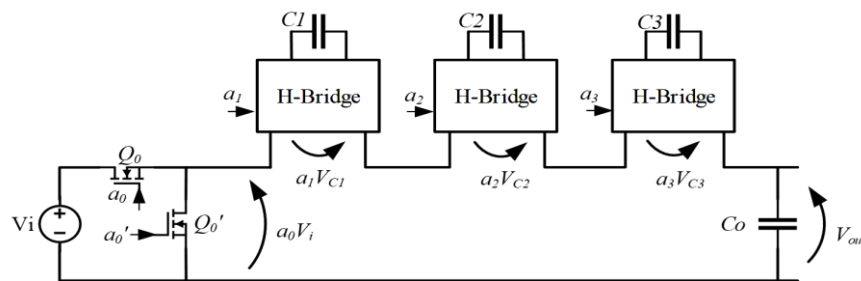 C1 C2 C3
a1 H-Bridge a2 H-Bridge a3 H-Bridge
Q0 a1VC1 a2VC2 a3VC3
a0
Vi + − a0' Q0' a0Vi Co Vou